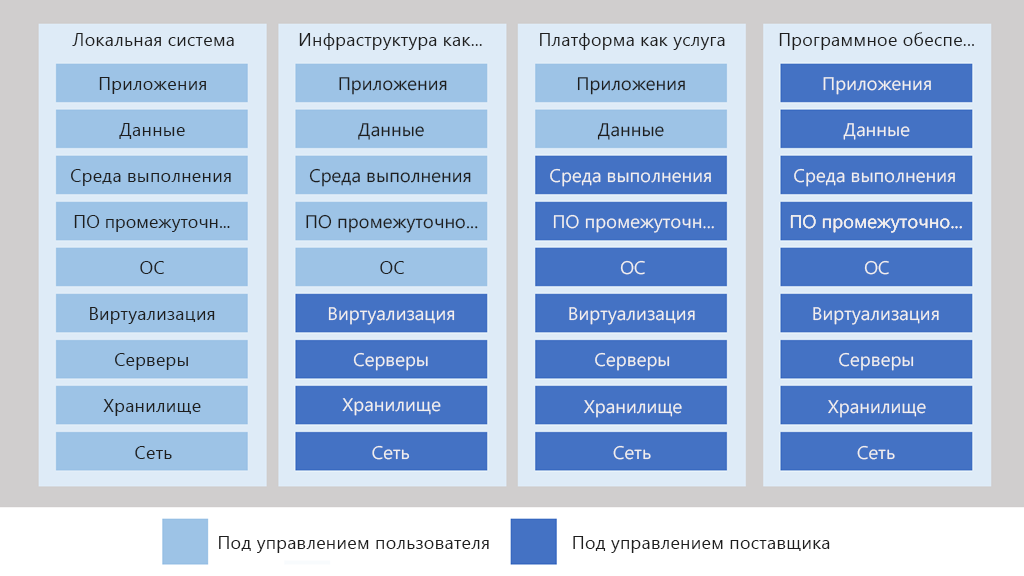 Локальная система
Приложения
Данные
Среда выполнения
ПО промежуточн...
ОС
Виртуализация
Серверы
Хранилище
Сеть
Инфраструктура как...
Приложения
Данные
Среда выполнения
ПО промежуточно...
ОС
Виртуализация
Серверы
Хранилище
Сеть
Платформа как услуга
Приложения
Данные
Среда выполнения
ПО промежуточн...
ОС
Виртуализация
Серверы
Хранилище
Сеть
Программное обеспе...
Приложения
Данные
Среда выполнения
ПО промежуточно...
ОС
Виртуализация
Серверы
Хранилище
Сеть
Под управлением пользователя
Под управлением поставщика